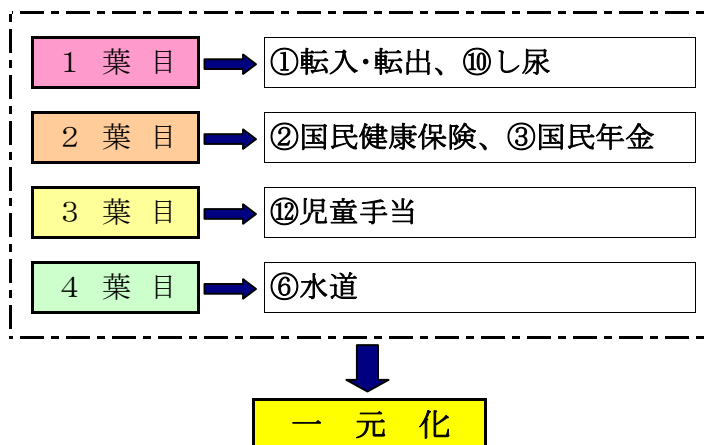 １葉目
①転入・転出、⑩し尿
２葉目
②国民健康保険、③国民年金
３葉目
⑫児童手当
４葉目
⑥水道
一元化